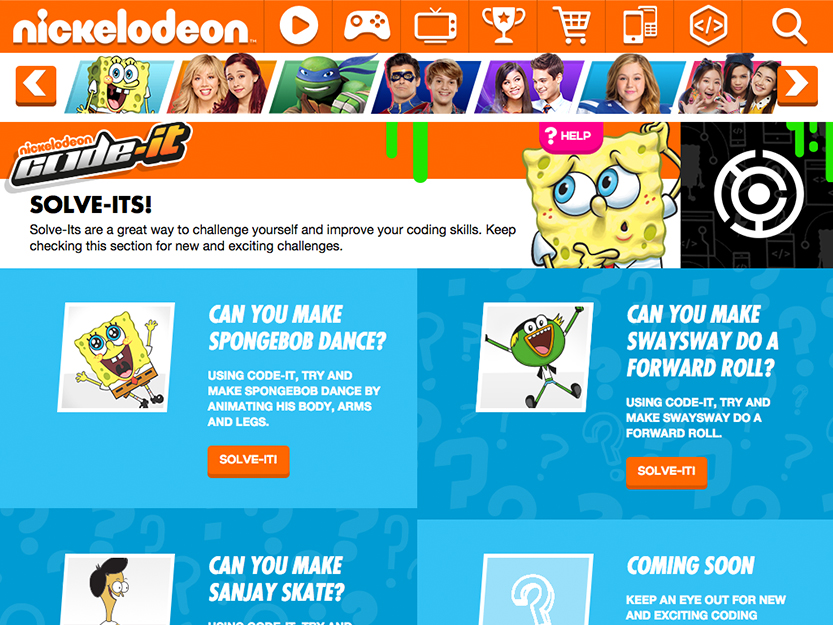 nickelodeon
nickelodeon
code-it
? HELP
SOLVE-ITS!
Solve-Its are a great way to challenge yourself and improve your coding skills. Keep
checking this section for new and exciting challenges.
CAN YOU MAKE
SPONGEBOB DANCE?
USING CODE-IT, TRY AND
MAKE SPONGEBOB DANCE BY
ANIMATING HIS BODY, ARMS
AND LEGS.
SOLVE-IT!
CAN YOU MAKE
SWAYSWAY DO A
FORWARD ROLL?
USING CODE-IT, TRY AND
MAKE SWAYSWAY DO A
FORWARD ROLL.
SOLVE-IT!
CAN YOU MAKE
SANJAY SKATE?
USING CODE-IT, TRY AND
COMING SOON
KEEP AN EYE OUT FOR NEW
AND EXCITING CODING